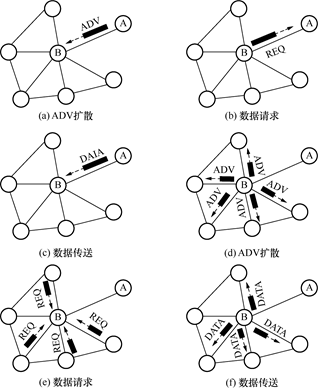 ADV
A
B
(a) ADV扩散
A
B
REQ
(b) 数据请求
DAIA
A
B
(c) 数据传送
ADV
ADV
A
B
ADV
ADV
ADV
(d) ADV扩散
REQ
A
B
REQ
REQ
REQ
(e) 数据请求
DATA
A
B
DATA
DATA
DATA
(f) 数据传送